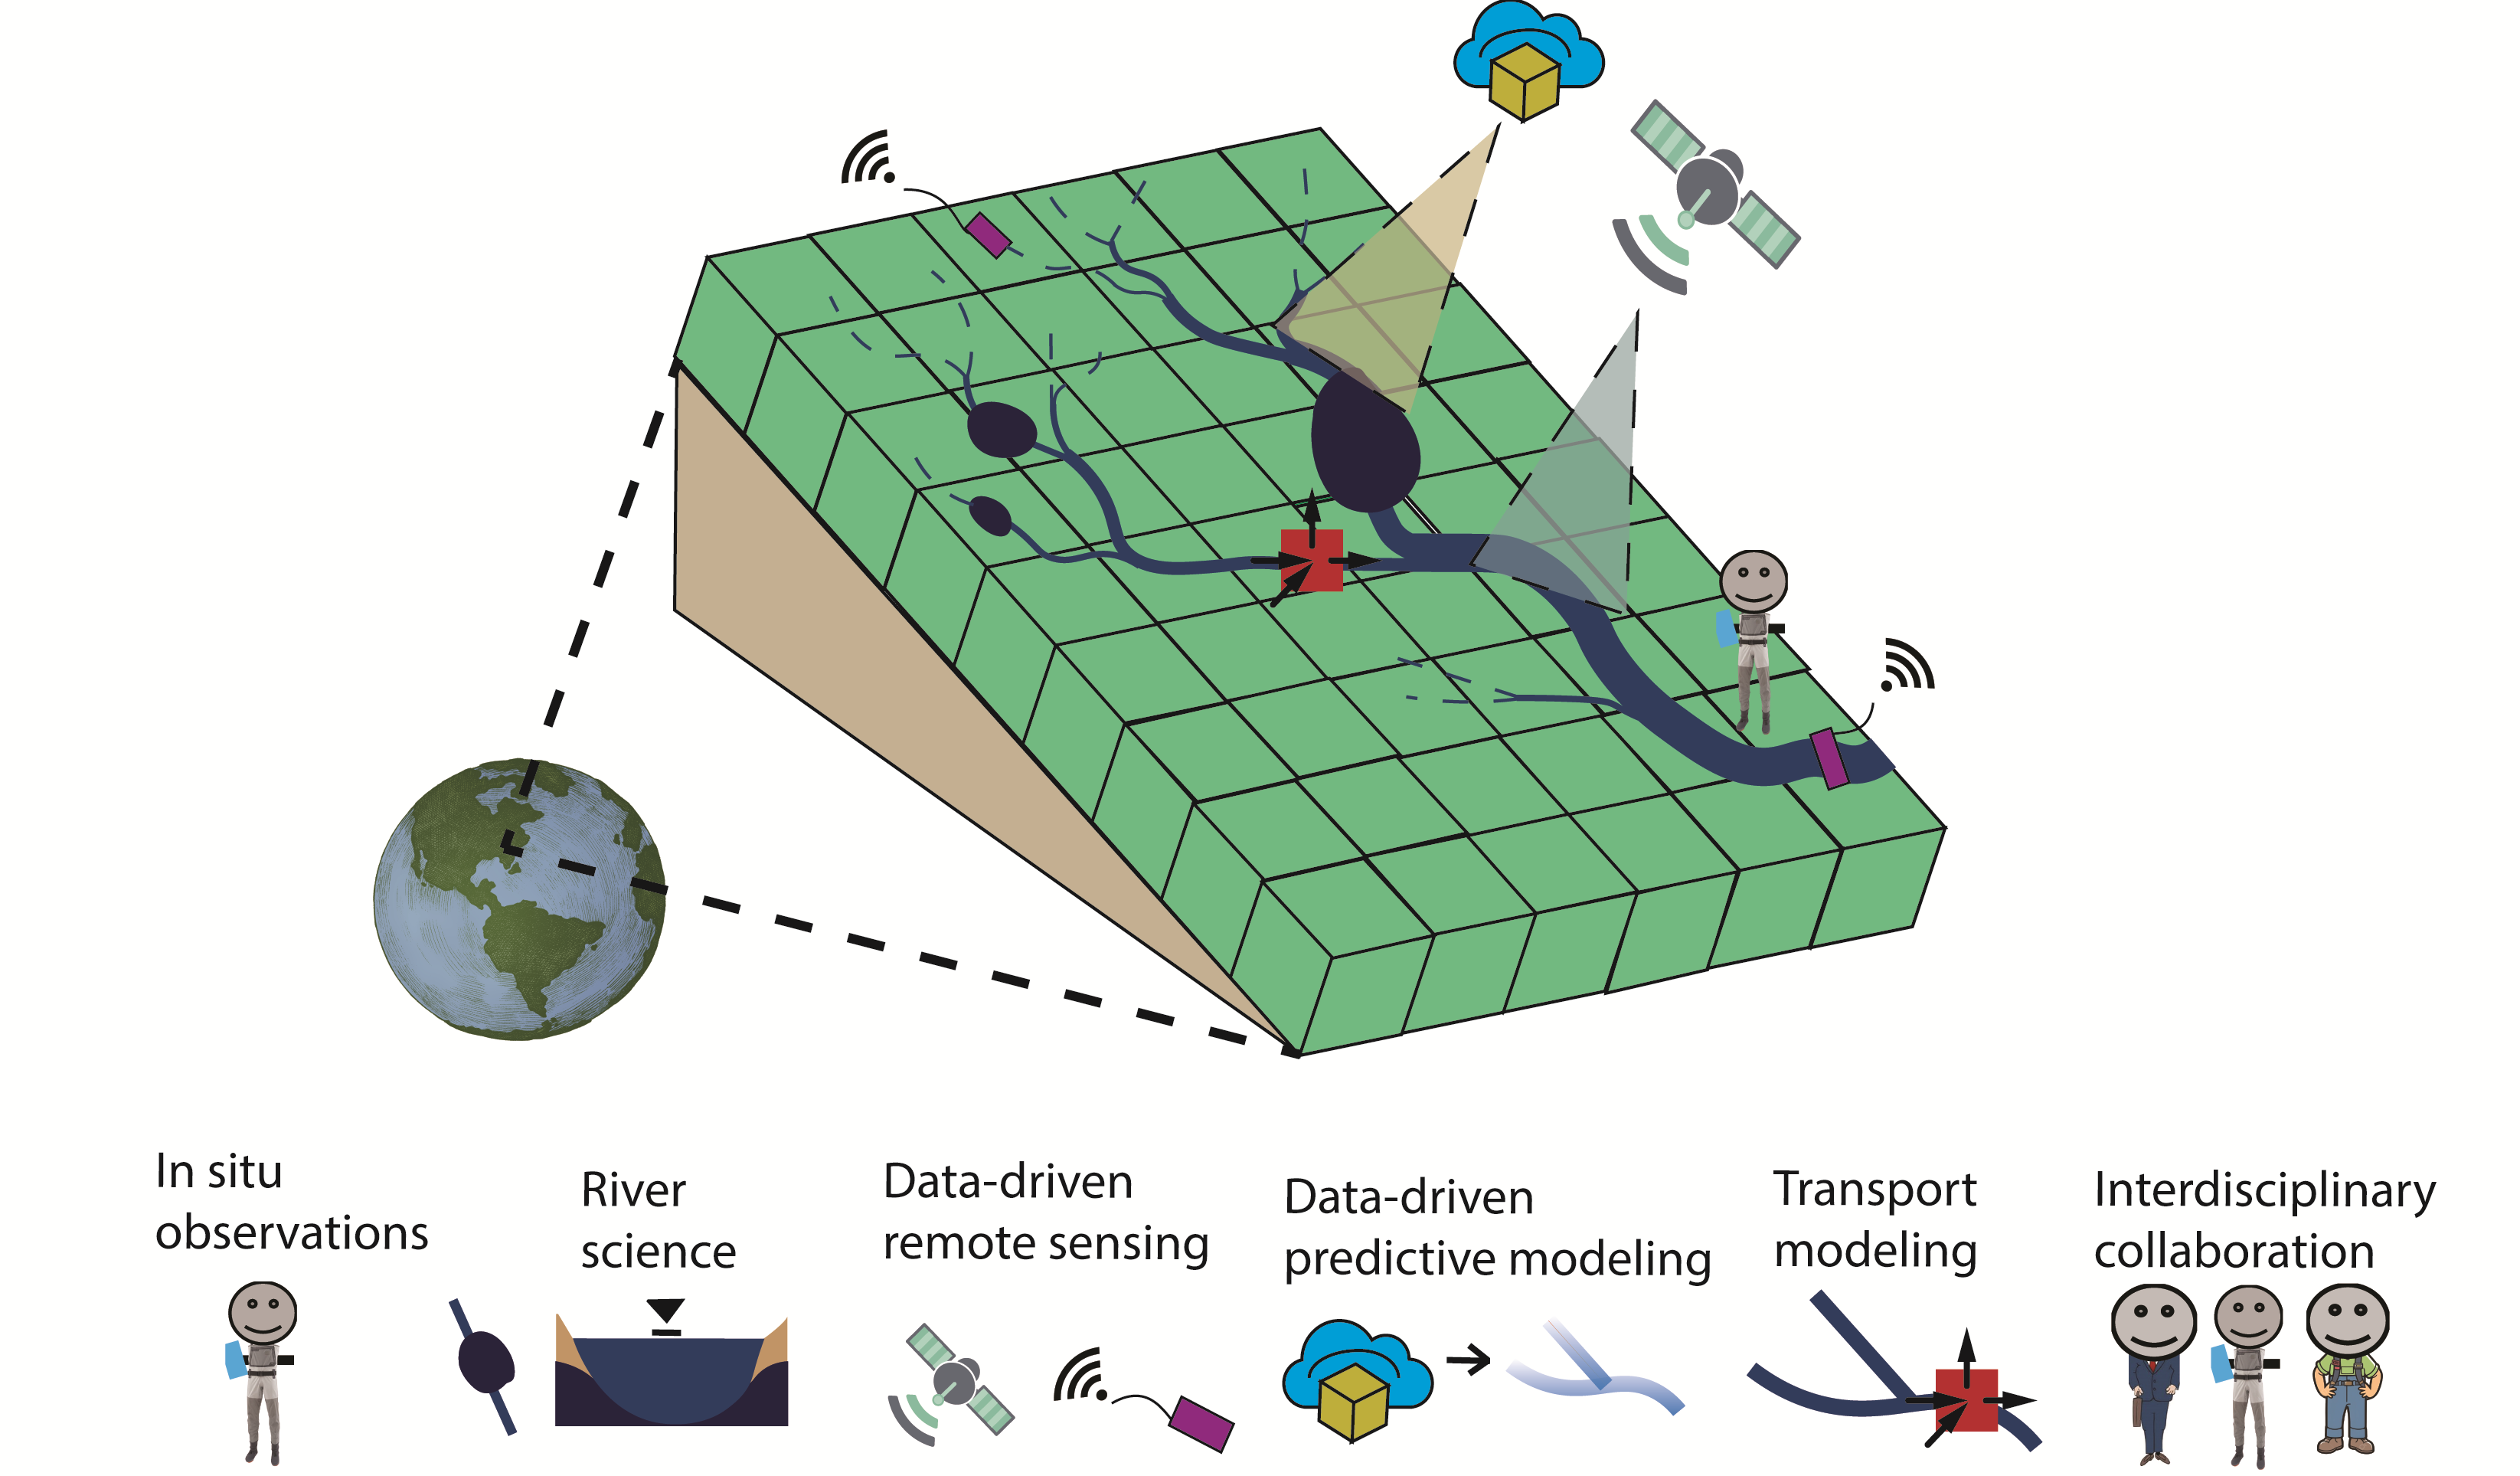 In situ
observations
River
science
Data-driven
remote sensing
Data-driven
predictive modeling
Transport
modeling
Interdisciplinary
collaboration